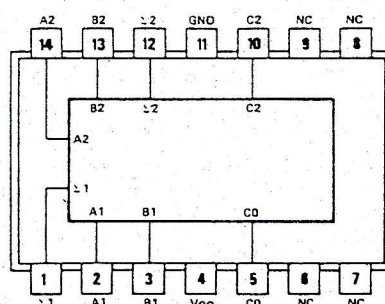 A2 B2 Σ2 GND C2 NC NC
14 13 12 11 10 9 8
B2 Σ2 C2
A2
Σ1
A1 B1 C0
1 2 3 4 5 6 7
Σ1 A1 B1 Vcc C0 NC NC